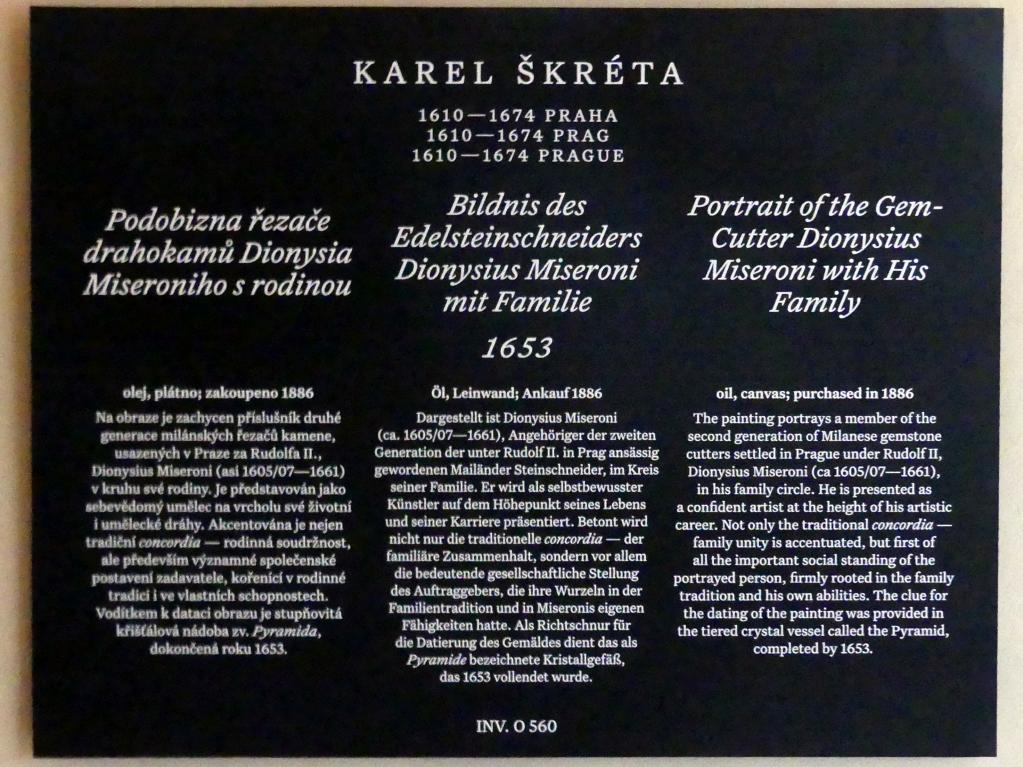 KAREL ŠKRÉTA
1610—1674 PRAHA
1610—1674 PRAG
1610—1674 PRAGUE
Podobizna řezače
drahokamů Dionysia
Miseroniho s rodinou
Bildnis des
Edelsteinschneiders
Dionysius Miseroni
mit Familie
Portrait of the Gem-
Cutter Dionysius
Miseroni with His
Family
1653
olej, plátno; zakoupeno 1886
Na obraze je zachycen příslušník druhé
generace milánských řezačů kamene,
usazených v Praze za Rudolfa II.,
Dionysius Miseroni (asi 1605/07—1661)
v kruhu své rodiny. Je představován jako
sebevědomý umělec na vrcholu své životní
i umělecké dráhy. Akcentována je nejen
tradiční concordia — rodinná soudržnost,
ale především významné společenské
postavení zadavatele, kořenící v rodinné
tradici i ve vlastních schopnostech.
Vodítkem k dataci obrazu je stupňovitá
křišťálová nádoba zv. Pyramida,
dokončená roku 1653.
Öl, Leinwand; Ankauf 1886
Dargestellt ist Dionysius Miseroni
(ca. 1605/07—1661), Angehöriger der zweiten
Generation der unter Rudolf II. in Prag ansässig
gewordenen Mailänder Steinschneider, im Kreis
seiner Familie. Er wird als selbstbewusster
Künstler auf dem Höhepunkt seines Lebens
und seiner Karriere präsentiert. Betont wird
nicht nur die traditionelle concordia — der
familiäre Zusammenhalt, sondern vor allem
die bedeutende gesellschaftliche Stellung
des Auftraggebers, die ihre Wurzeln in der
Familientradition und in Miseronis eigenen
Fähigkeiten hatte. Als Richtschnur für
die Datierung des Gemäldes dient das als
Pyramide bezeichnete Kristallgefäß,
das 1653 vollendet wurde.
oil, canvas; purchased in 1886
The painting portrays a member of the
second generation of Milanese gemstone
cutters settled in Prague under Rudolf II,
Dionysius Miseroni (ca 1605/07—1661),
in his family circle. He is presented as
a confident artist at the height of his artistic
career. Not only the traditional concordia —
family unity is accentuated, but first of
all the important social standing of the
portrayed person, firmly rooted in the family
tradition and his own abilities. The clue for
the dating of the painting was provided in
the tiered crystal vessel called the Pyramid,
completed by 1653.
INV. O 560